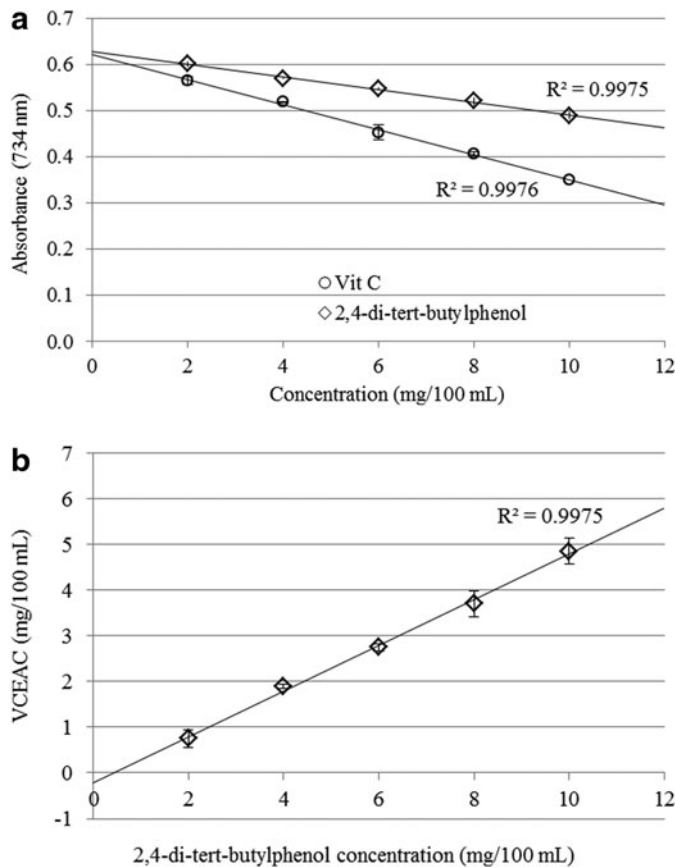 a
Absorbance (734 nm)
0.7
0.6
0.5
0.4
0.3
0.2
0.1
0.0
R² = 0.9975
R² = 0.9976
Vit C
2,4-di-tert-butylphenol
0 2 4 6 8 10 12
Concentration (mg/100 mL)
b
VCEAC (mg/100 mL)
7
6
5
4
3
2
1
0
-1
R² = 0.9975
0 2 4 6 8 10 12
2,4-di-tert-butylphenol concentration (mg/100 mL)